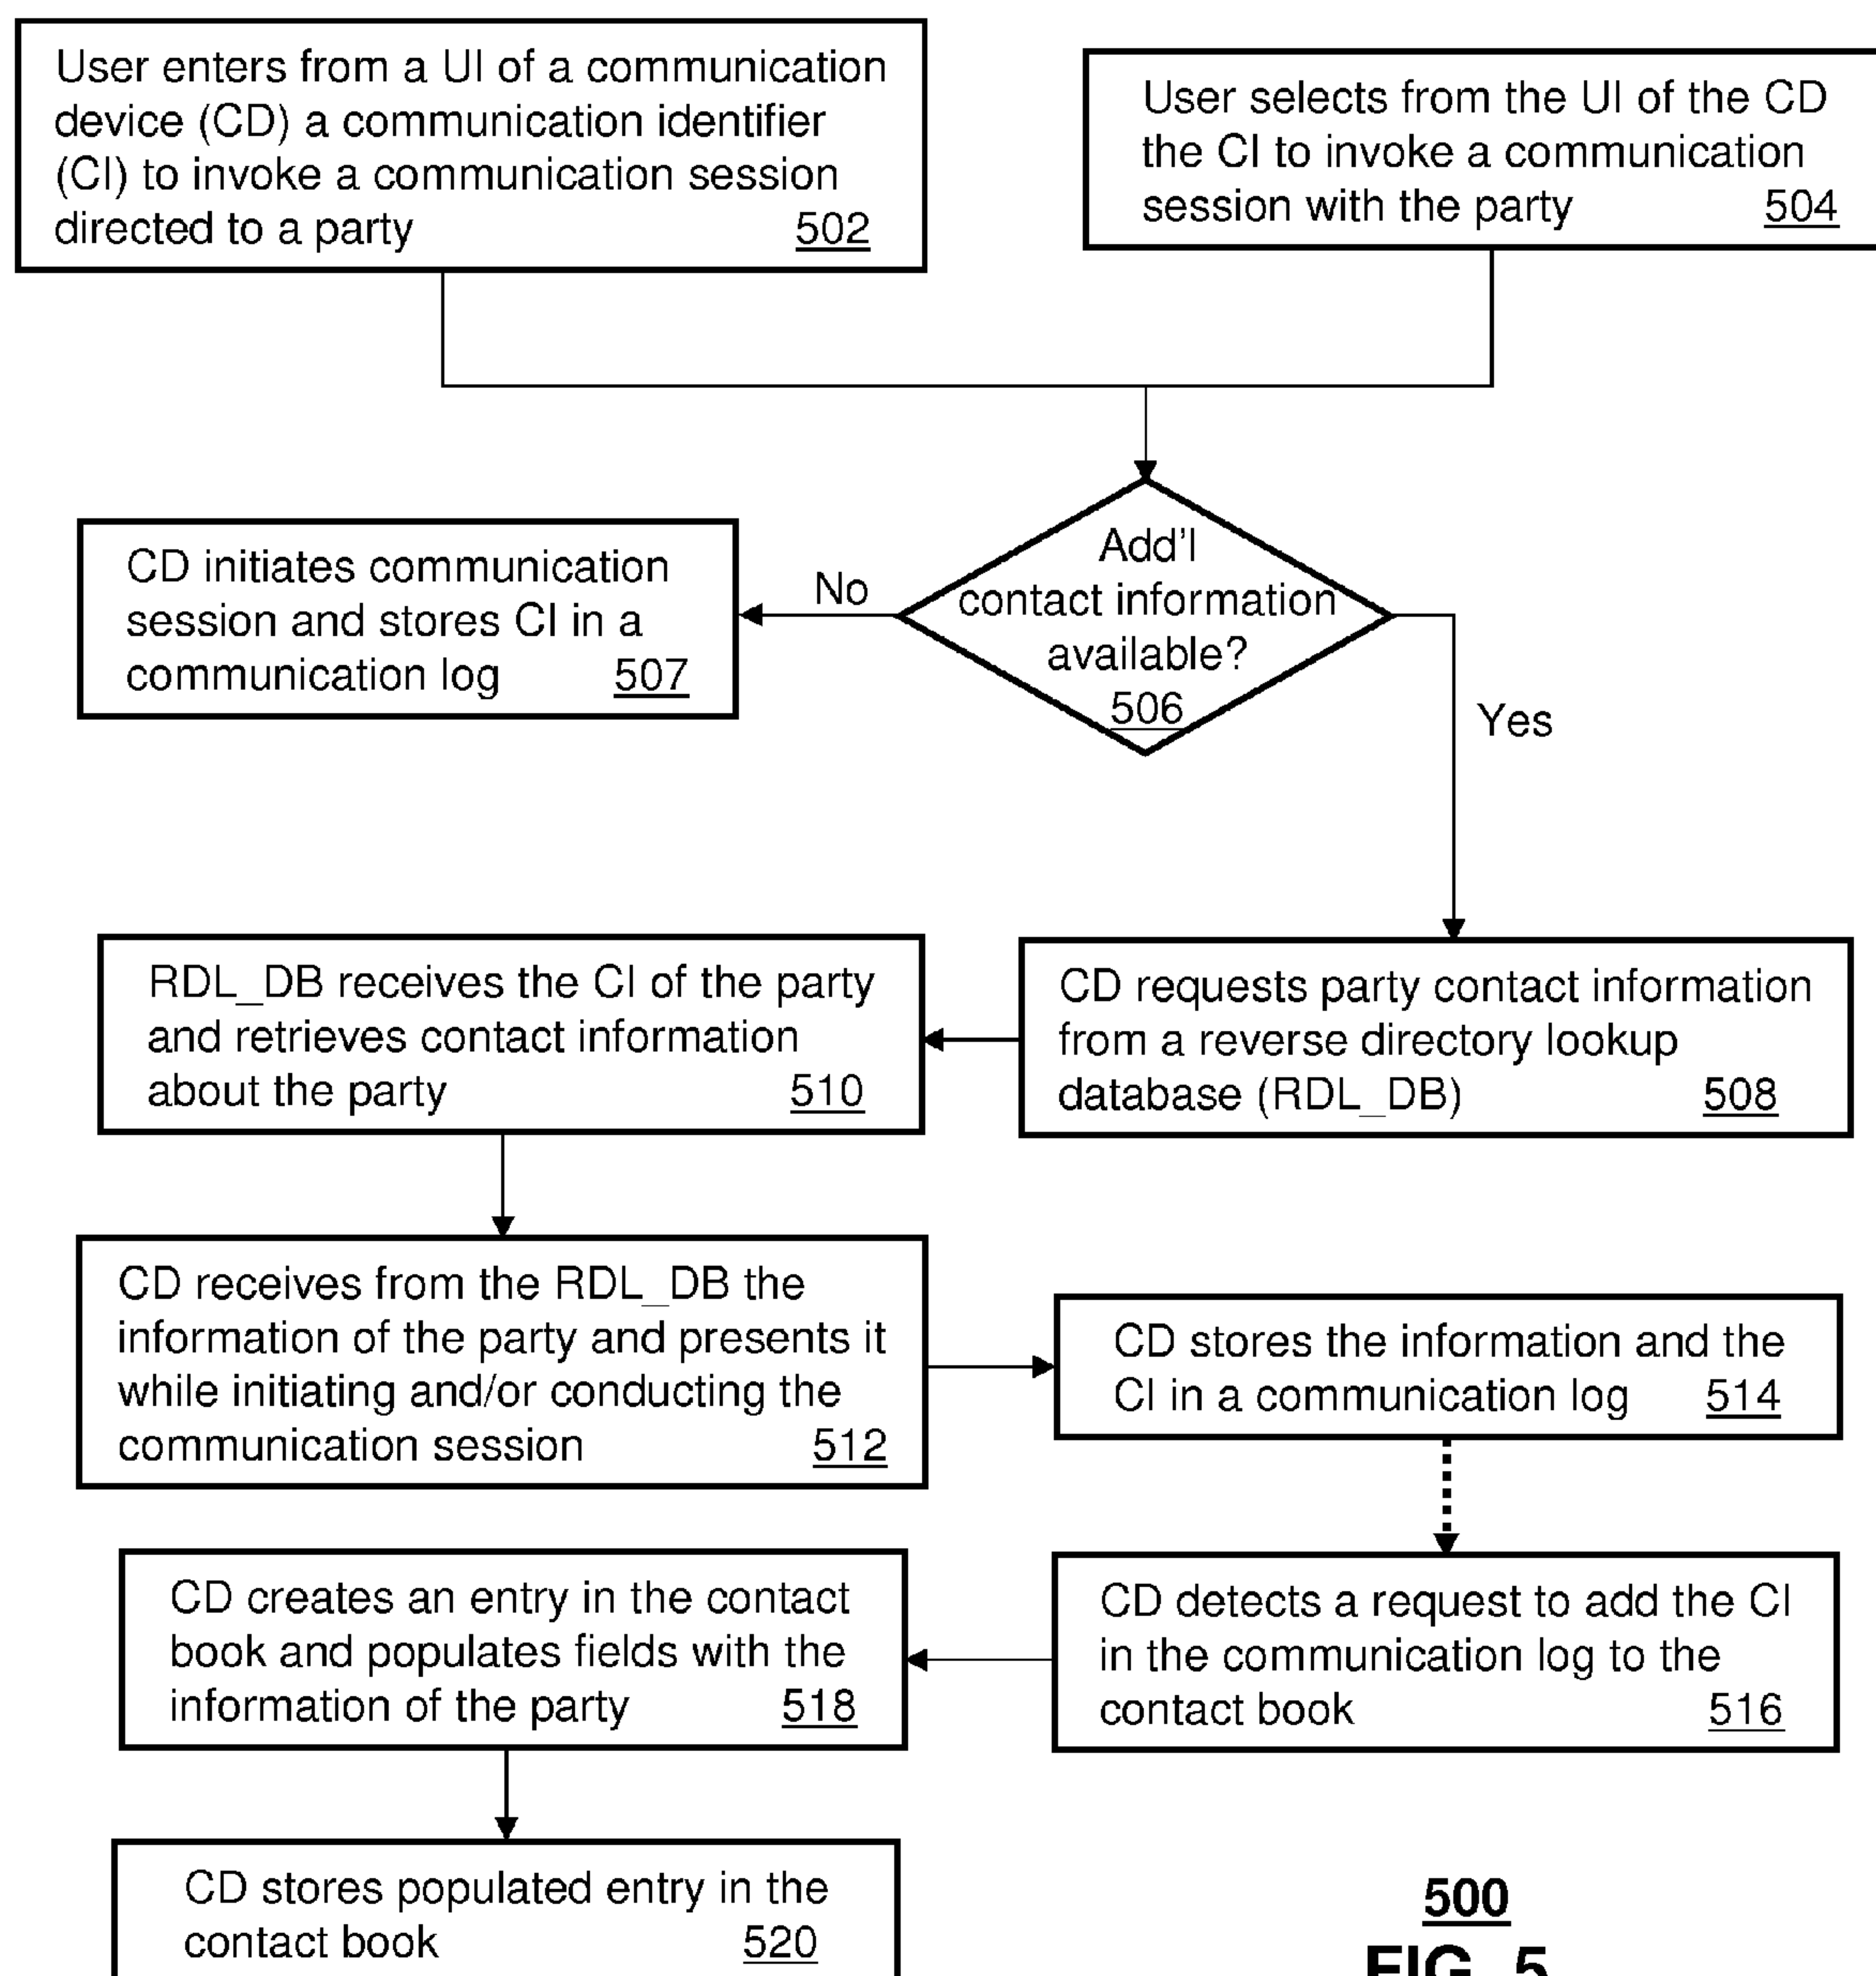 User enters from a UI of a communication
device (CD) a communication identifier
(CI) to invoke a communication session
directed to a party 502
User selects from the UI of the CD
the CI to invoke a communication
session with the party 504
Add'l
contact information
available?
506
No
Yes
CD initiates communication
session and stores CI in a
communication log 507
CD requests party contact information
from a reverse directory lookup
database (RDL_DB) 508
RDL_DB receives the CI of the party
and retrieves contact information
about the party 510
CD receives from the RDL_DB the
information of the party and presents it
while initiating and/or conducting the
communication session 512
CD stores the information and the
CI in a communication log 514
CD detects a request to add the CI
in the communication log to the
contact book 516
CD creates an entry in the contact
book and populates fields with the
information of the party 518
CD stores populated entry in the
contact book 520
500
FIG. 5